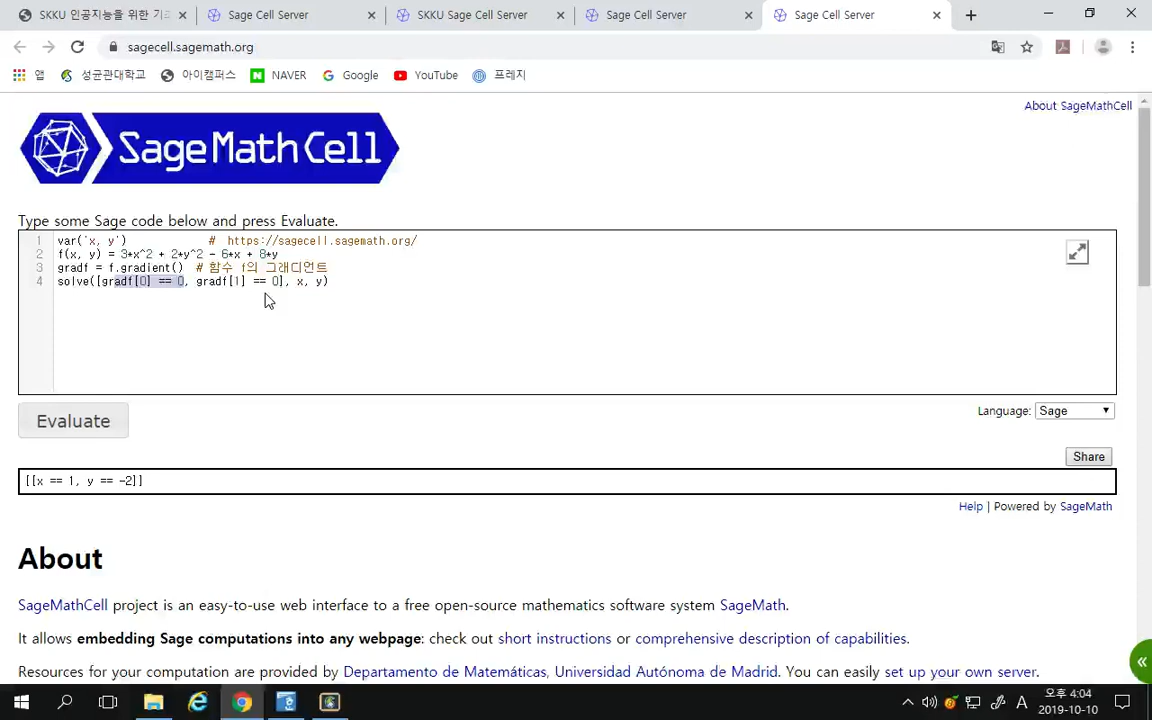 SKKU 인공지능을 위한 기초
Sage Cell Server
SKKU Sage Cell Server
Sage Cell Server
Sage Cell Server
sagecell.sagemath.org
앱
성균관대학교
아이캠퍼스
NAVER
Google
YouTube
프레지
About SageMathCell
SageMathCell
Type some Sage code below and press Evaluate.
1 var('x, y') # https://sagecell.sagemath.org/
2 f(x, y) = 3*x^2 + 2*y^2 - 6*x + 8*y
3 gradf = f.gradient() # 함수 f의 그래디언트
4 solve([gradf[0] == 0, gradf[1] == 0], x, y)
Evaluate
Language: Sage
Share
[[x == 1, y == -2]]
Help | Powered by SageMath
About
SageMathCell project is an easy-to-use web interface to a free open-source mathematics software system SageMath.
It allows embedding Sage computations into any webpage: check out short instructions or comprehensive description of capabilities.
Resources for your computation are provided by Departamento de Matemáticas, Universidad Autónoma de Madrid. You can easily set up your own server.
A
오후 4:04
2019-10-10